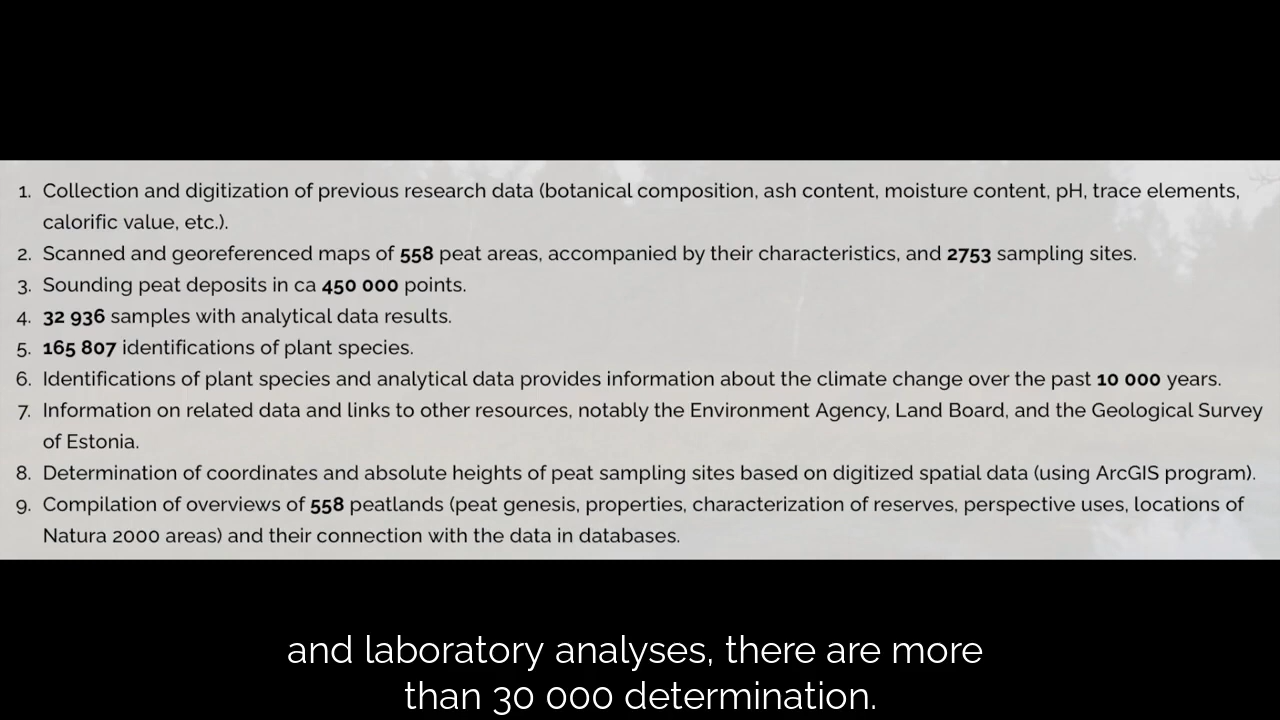 1. Collection and digitization of previous research data (botanical composition, ash content, moisture content, pH, trace elements,
calorific value, etc.).
2. Scanned and georeferenced maps of 558 peat areas, accompanied by their characteristics, and 2753 sampling sites.
3. Sounding peat deposits in ca 450 000 points.
4. 32 936 samples with analytical data results.
5. 165 807 identifications of plant species.
6. Identifications of plant species and analytical data provides information about the climate change over the past 10 000 years.
7. Information on related data and links to other resources, notably the Environment Agency, Land Board, and the Geological Survey
of Estonia.
8. Determination of coordinates and absolute heights of peat sampling sites based on digitized spatial data (using ArcGIS program).
9. Compilation of overviews of 558 peatlands (peat genesis, properties, characterization of reserves, perspective uses, locations of
Natura 2000 areas) and their connection with the data in databases.
and laboratory analyses, there are more
than 30 000 determination.